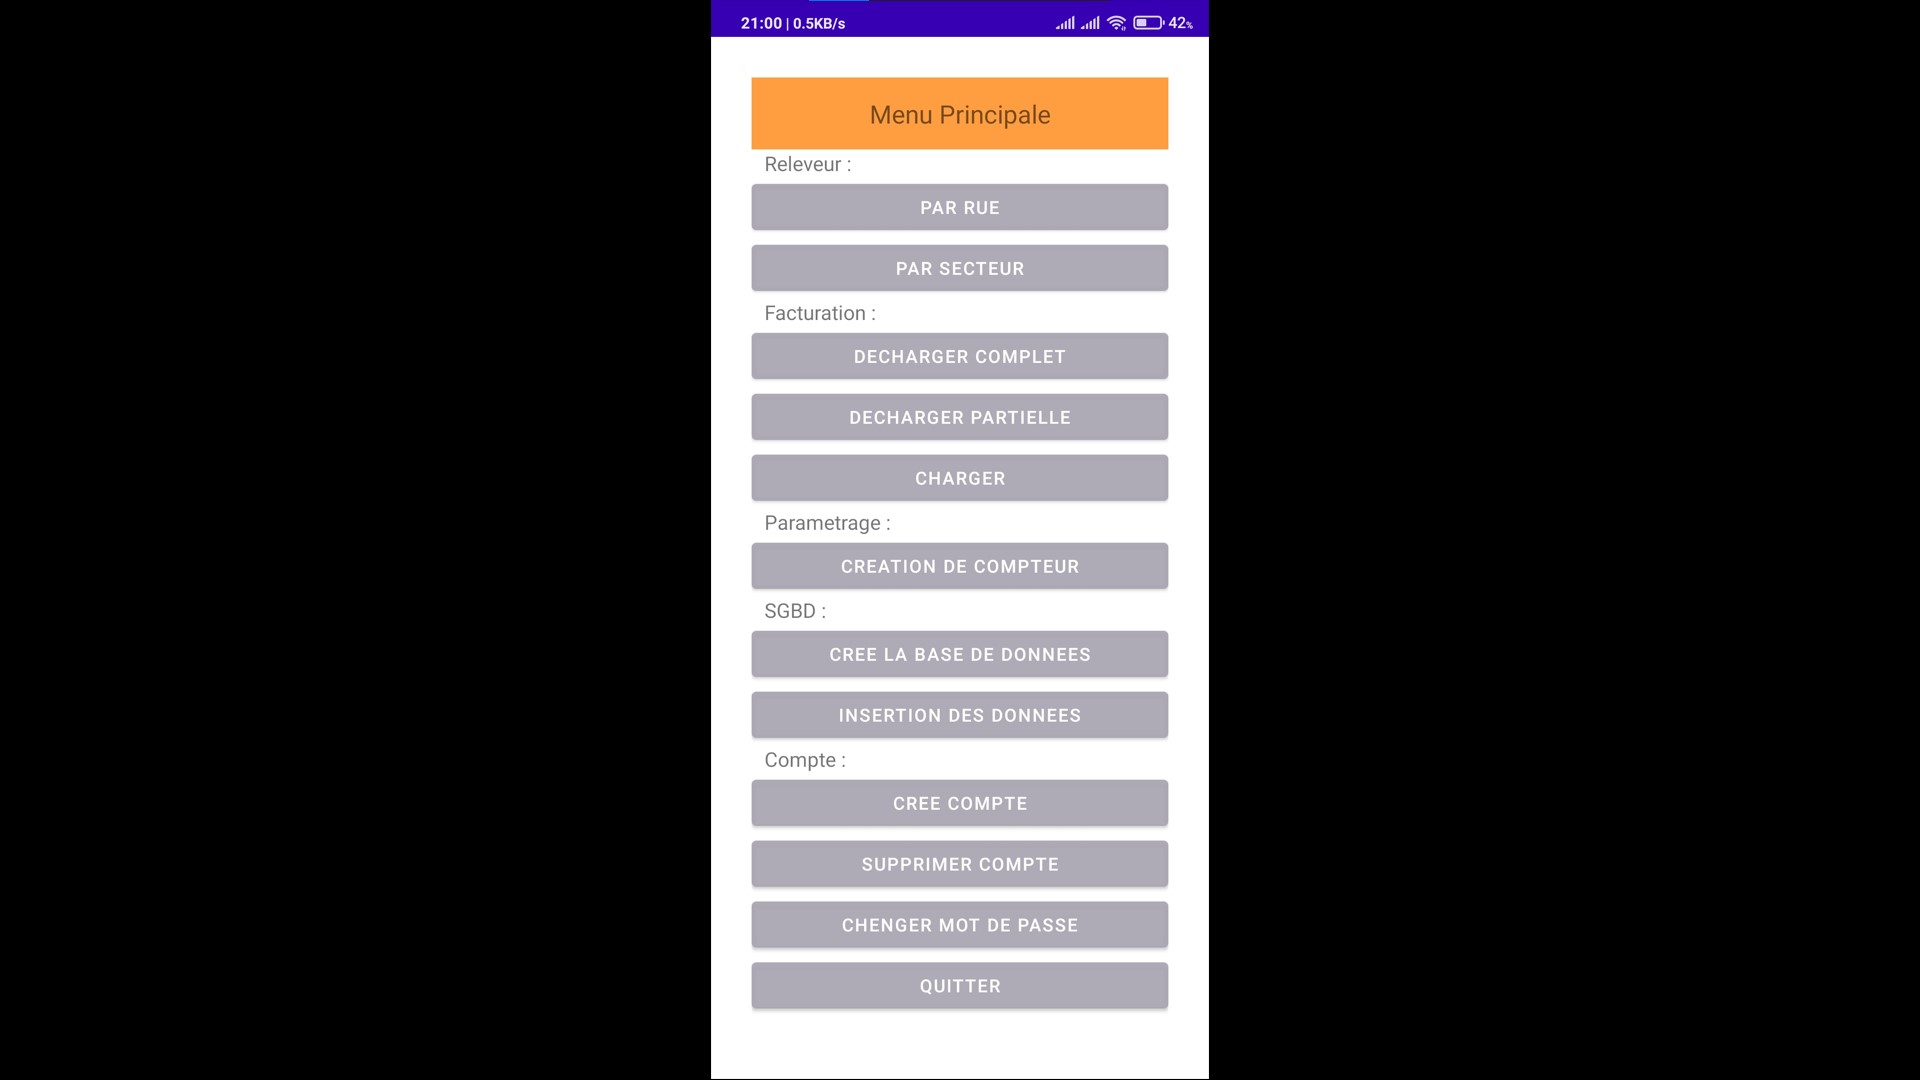 21:00 | 0.5KB/s 42%
Menu Principale
Releveur :
PAR RUE
PAR SECTEUR
Facturation :
DECHARGER COMPLET
DECHARGER PARTIELLE
CHARGER
Parametrage :
CREATION DE COMPTEUR
SGBD :
CREE LA BASE DE DONNEES
INSERTION DES DONNEES
Compte :
CREE COMPTE
SUPPRIMER COMPTE
CHENGER MOT DE PASSE
QUITTER